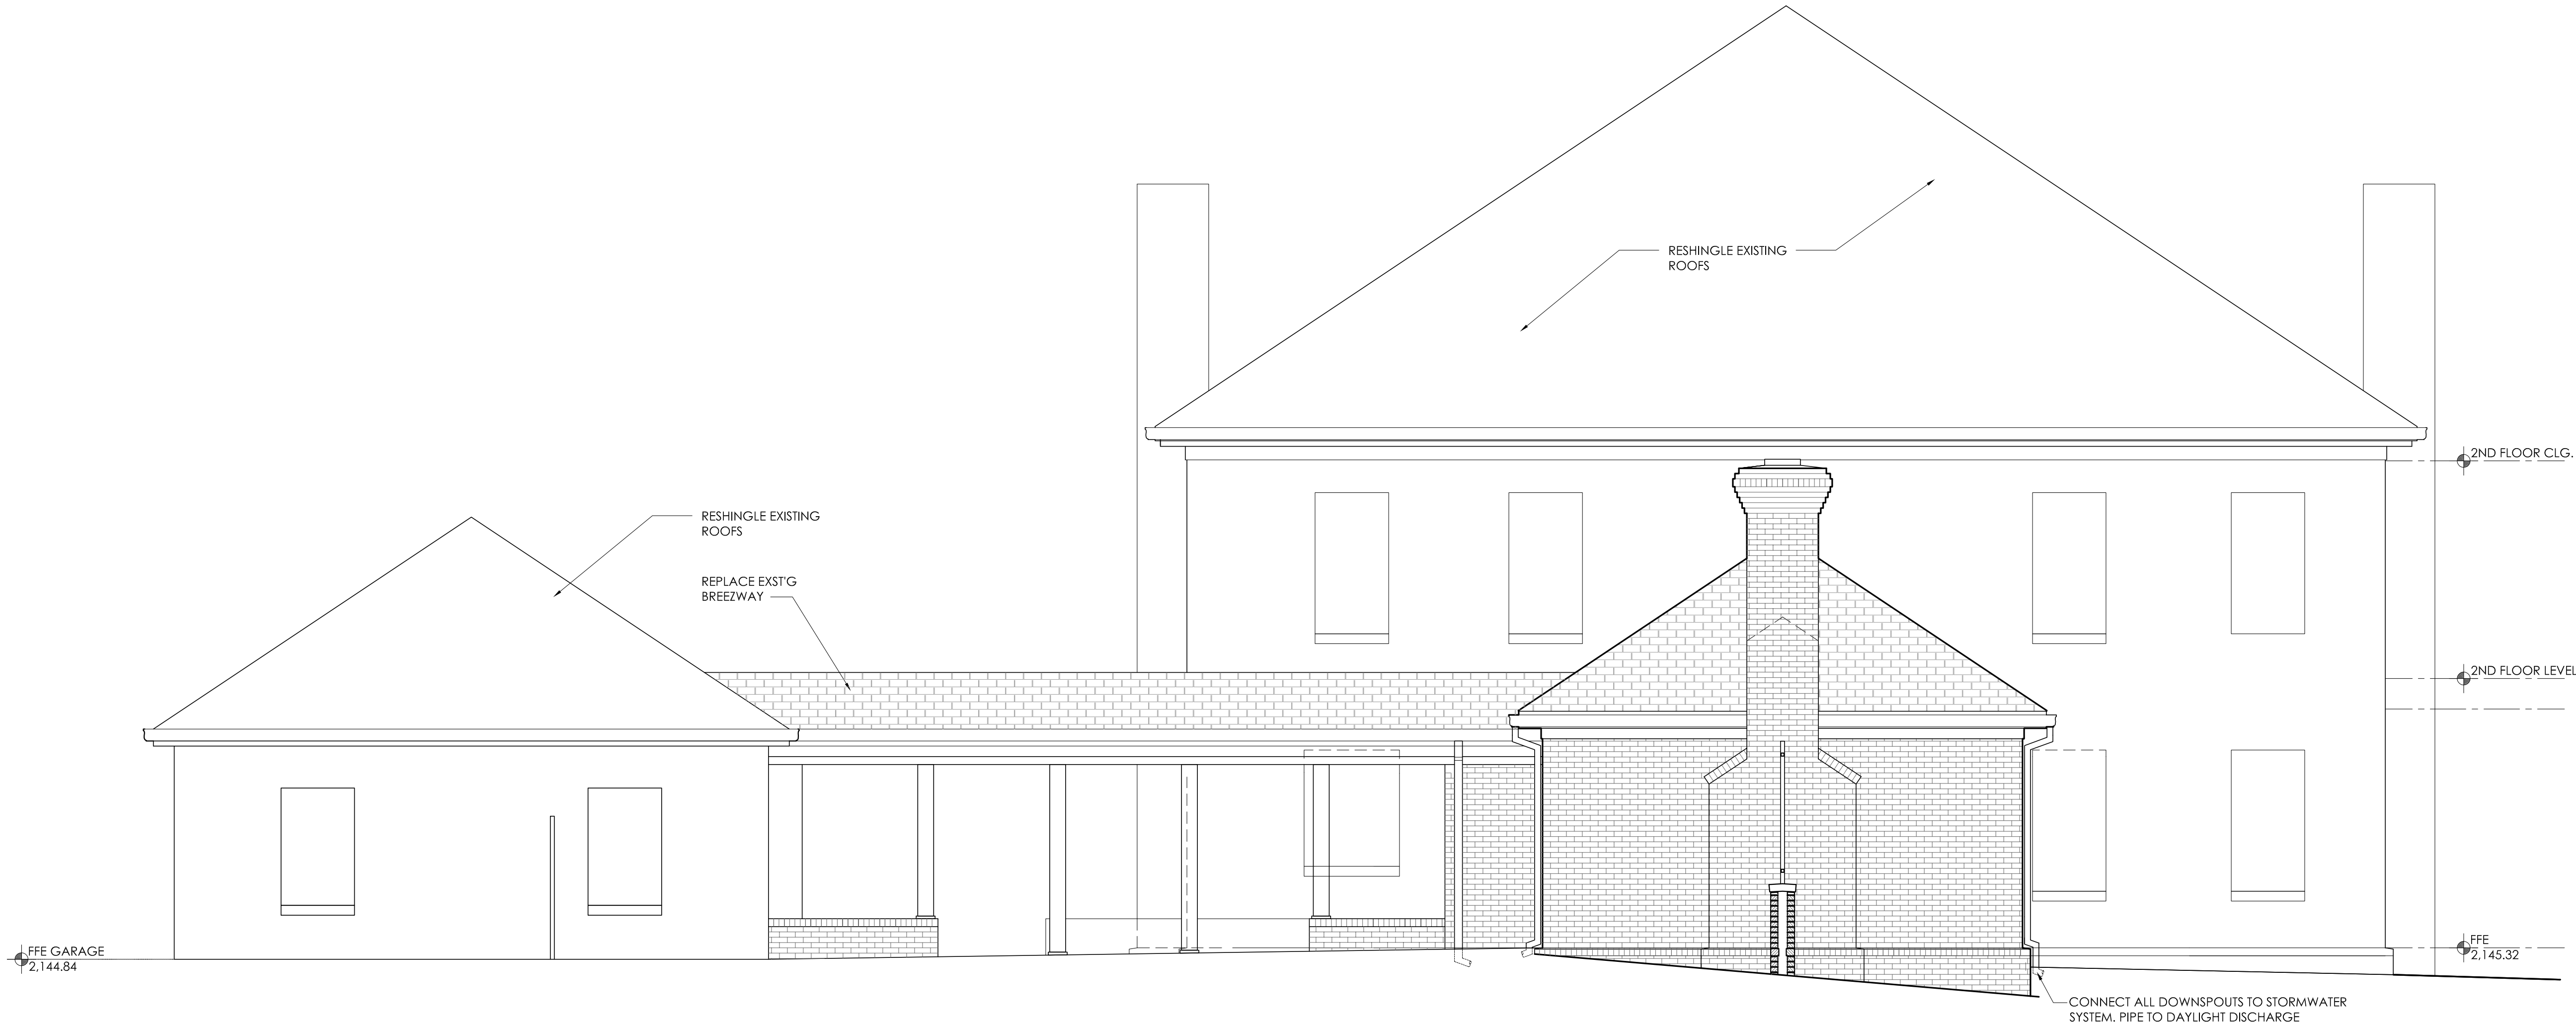 RESHINGLE EXISTING
ROOFS
2ND FLOOR CLG.
RESHINGLE EXISTING
ROOFS
REPLACE EXST'G
BREEZWAY
2ND FLOOR LEVEL
FFE GARAGE
2,144.84
FFE
2,145.32
CONNECT ALL DOWNSPOUTS TO STORMWATER
SYSTEM. PIPE TO DAYLIGHT DISCHARGE